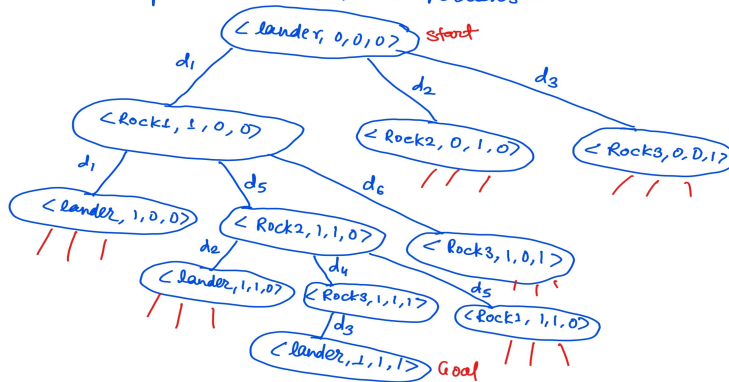 <lander, 0,0,0> Start
d1 d2 d3
<Rock1, 1, 0, 0> <Rock2, 0, 1, 0> <Rock3, 0, 0, 1>
d1 d5 d6
<lander, 1, 0, 0> <Rock2, 1, 1, 0> <Rock3, 1, 0, 1>
d2 d4 d5
<lander, 1, 1, 0> <Rock3, 1, 1, 1> <Rock1, 1, 1, 0>
d3
<lander, 1, 1, 1> Goal